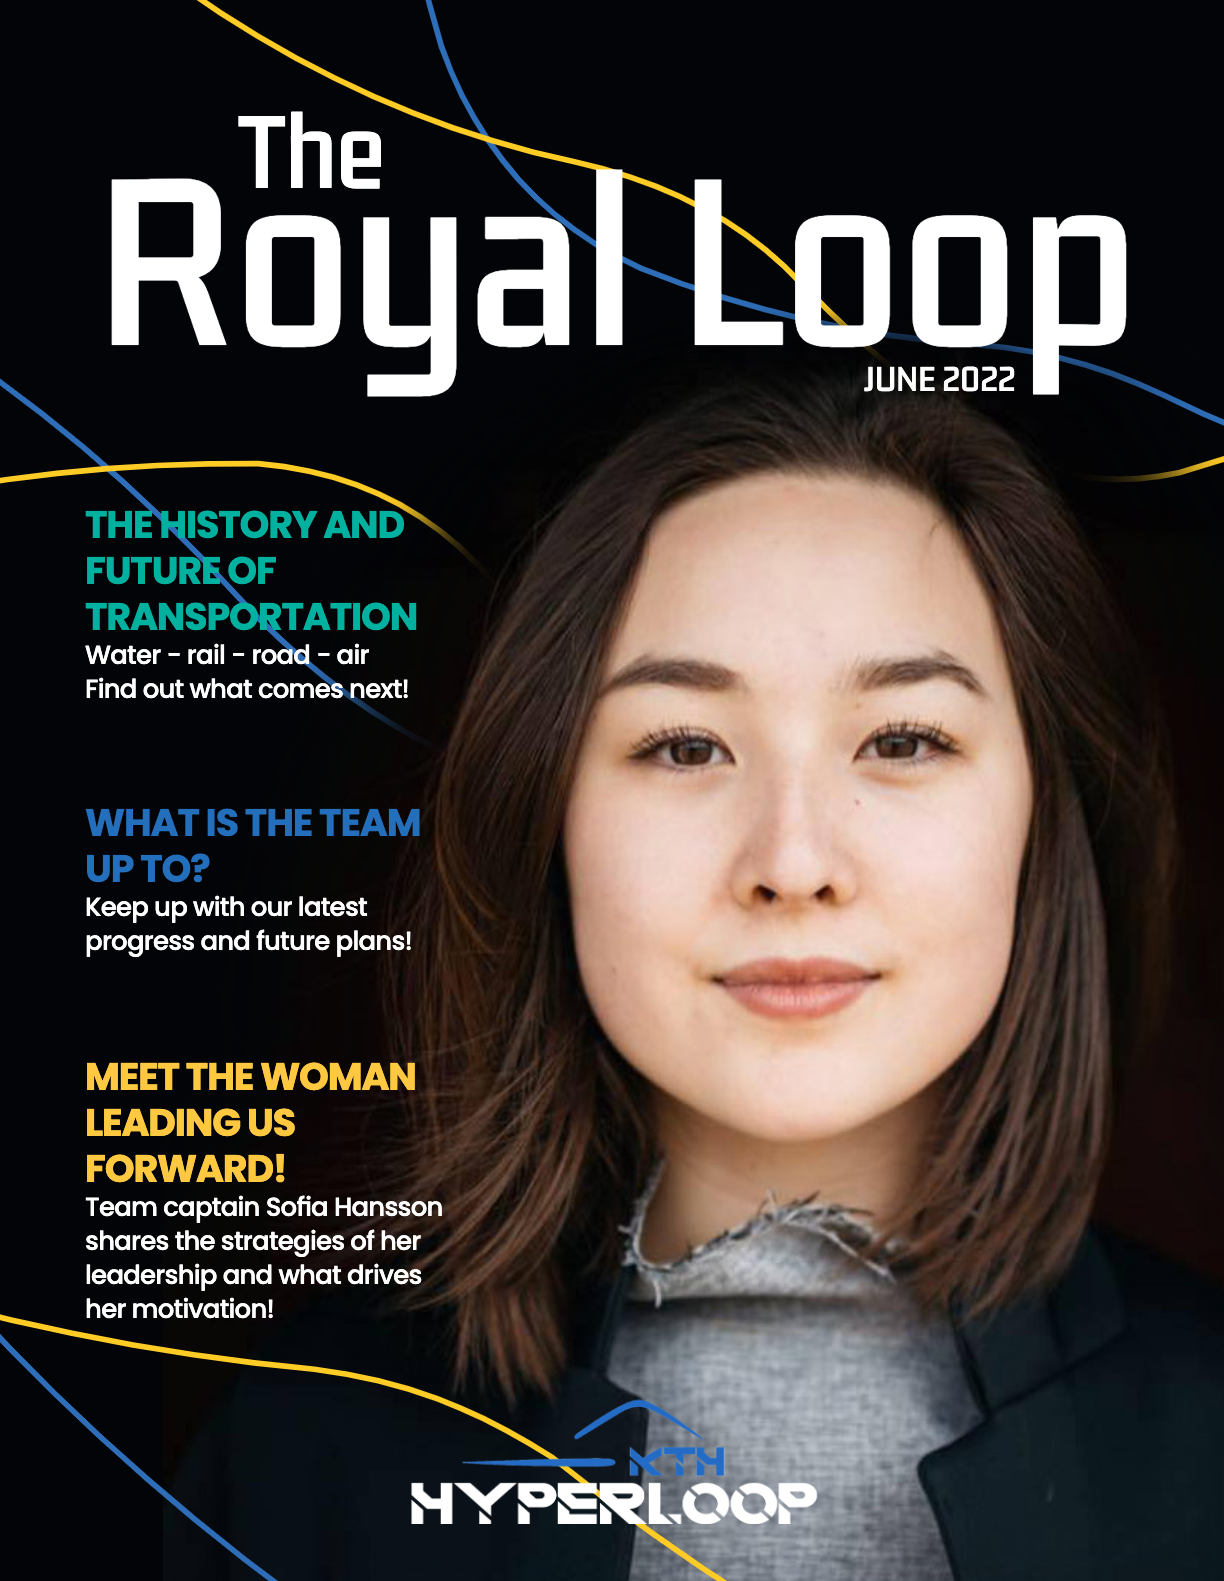 The
Royal Loop
JUNE 2022
THE HISTORY AND
FUTURE OF
TRANSPORTATION
Water - rail - road - air
Find out what comes next!
WHAT IS THE TEAM
UP TO?
Keep up with our latest
progress and future plans!
MEET THE WOMAN
LEADING US
FORWARD!
Team captain Sofia Hansson
shares the strategies of her
leadership and what drives
her motivation!
KTH
HYPERLOOP